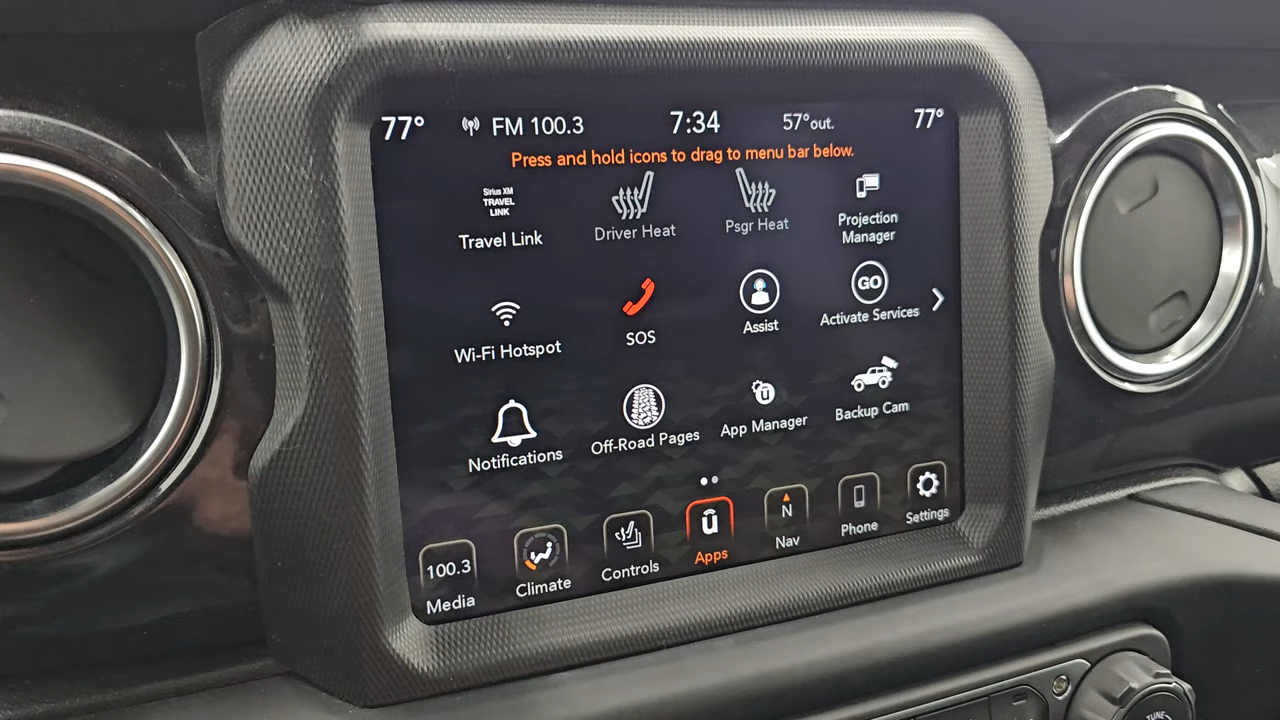 77° FM 100.3 7:34 57° out. 77°
Press and hold icons to drag to menu bar below.
Sirius XM
TRAVEL
LINK
Travel Link
Driver Heat
Psgr Heat
Projection
Manager
Wi-Fi Hotspot
SOS
Assist
GO
Activate Services
Notifications
Off-Road Pages
App Manager
Backup Cam
100.3
Media
Climate
Controls
ū
Apps
N
Nav
Phone
Settings
TUNE